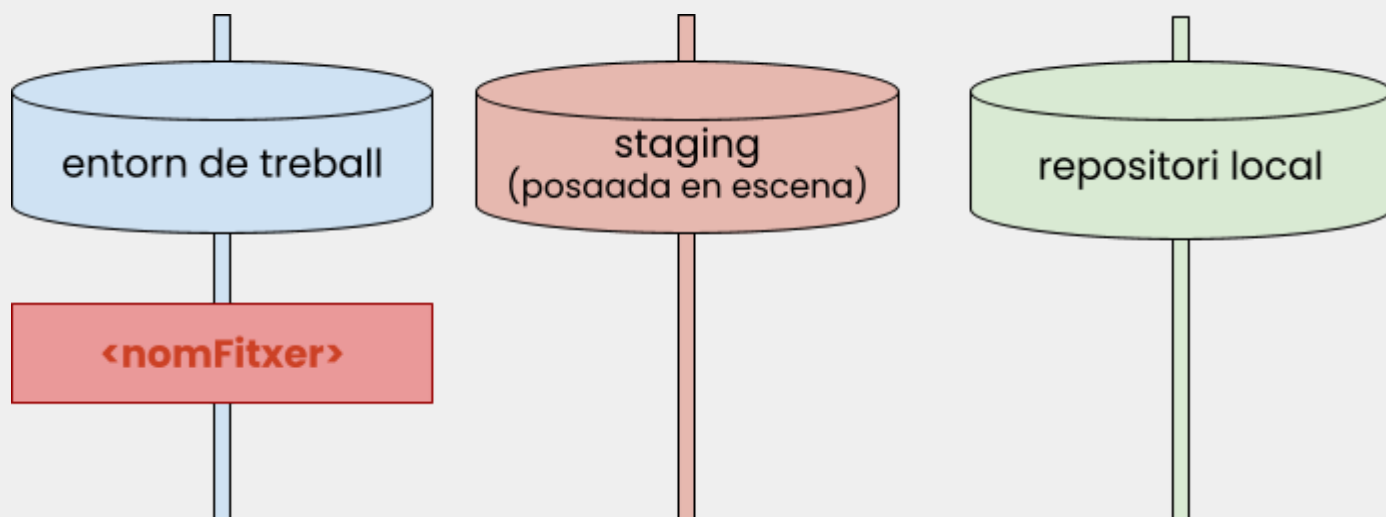 entorn de treball
staging
(posaada en escena)
repositori local
<nomFitxer>